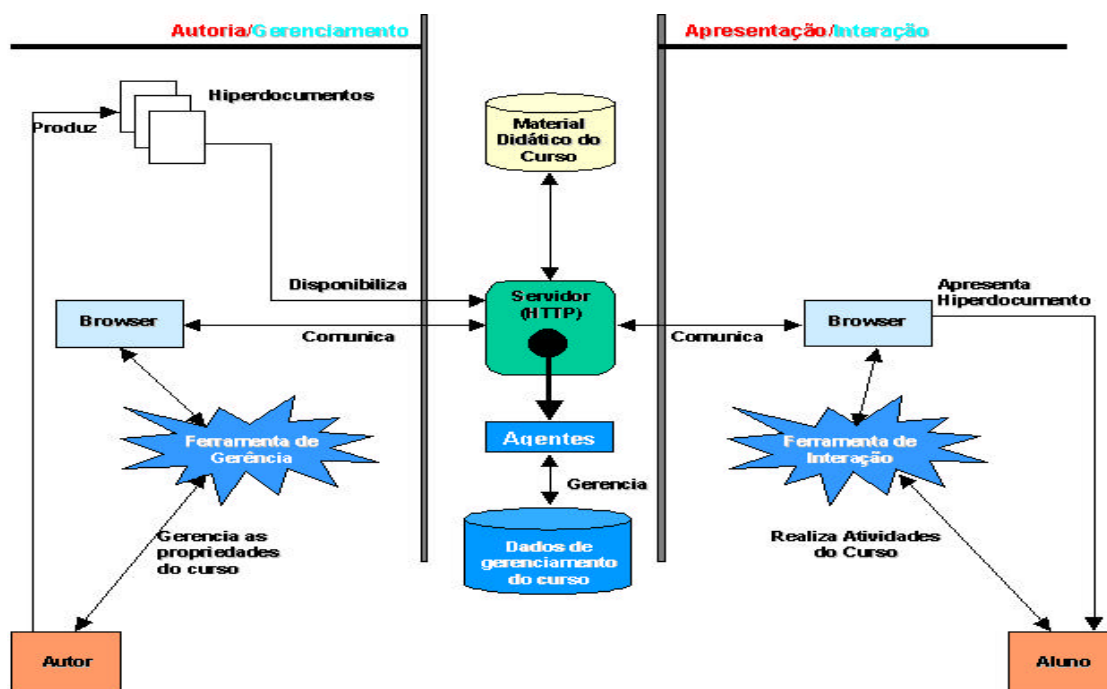 Autoria/Gerenciamento
Apresentação/Interação
Hiperdocumentos
Produz
Material
Didático do
Curso
Disponibiliza
Servidor
(HTTP)
Apresenta
Hiperdocumento
Browser
Browser
Comunica
Comunica
Ferramenta de
Gerência
Agentes
Ferramenta de
Interação
Gerencia
Gerencia as
propriedades
do curso
Dados de
gerenciamento
do curso
Realiza Atividades
do Curso
Autor
Aluno